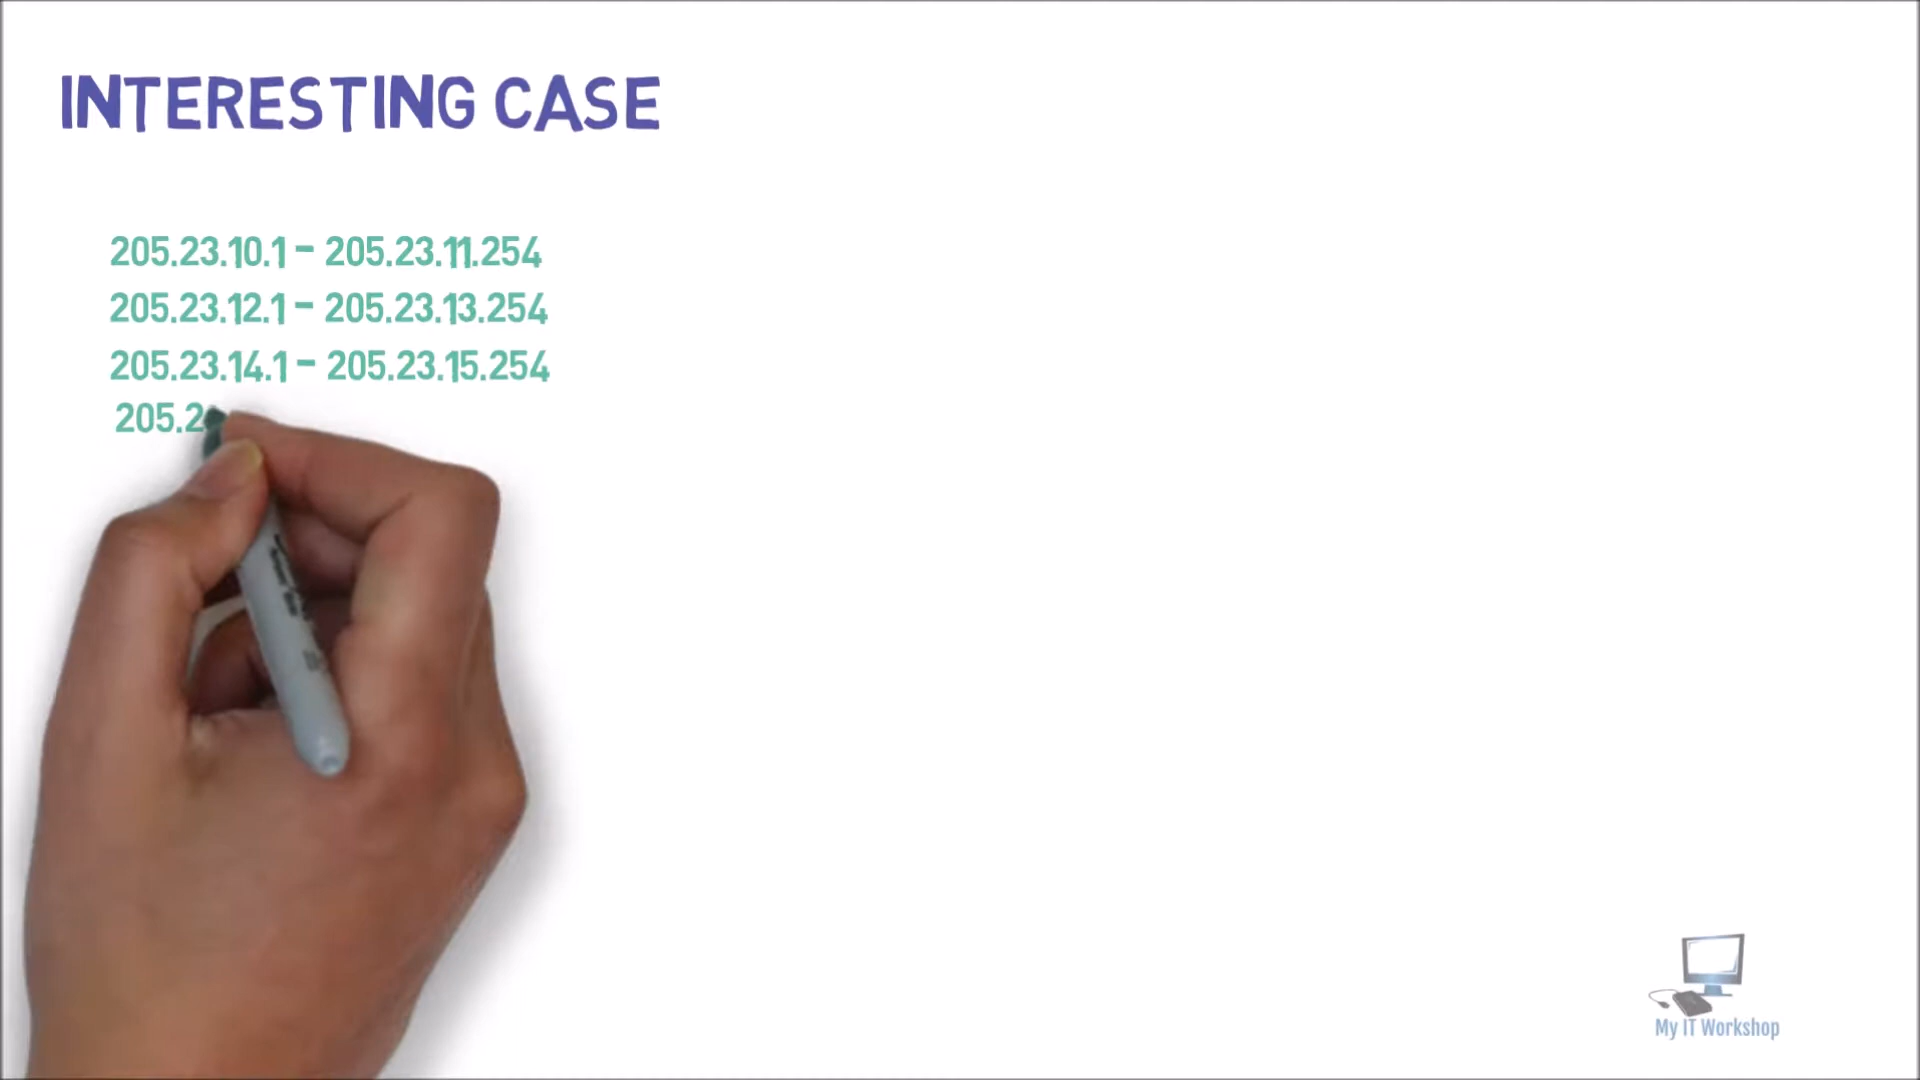 INTERESTING CASE
205.23.10.1 - 205.23.11.254
205.23.12.1 - 205.23.13.254
205.23.14.1 - 205.23.15.254
205.2
My IT Workshop